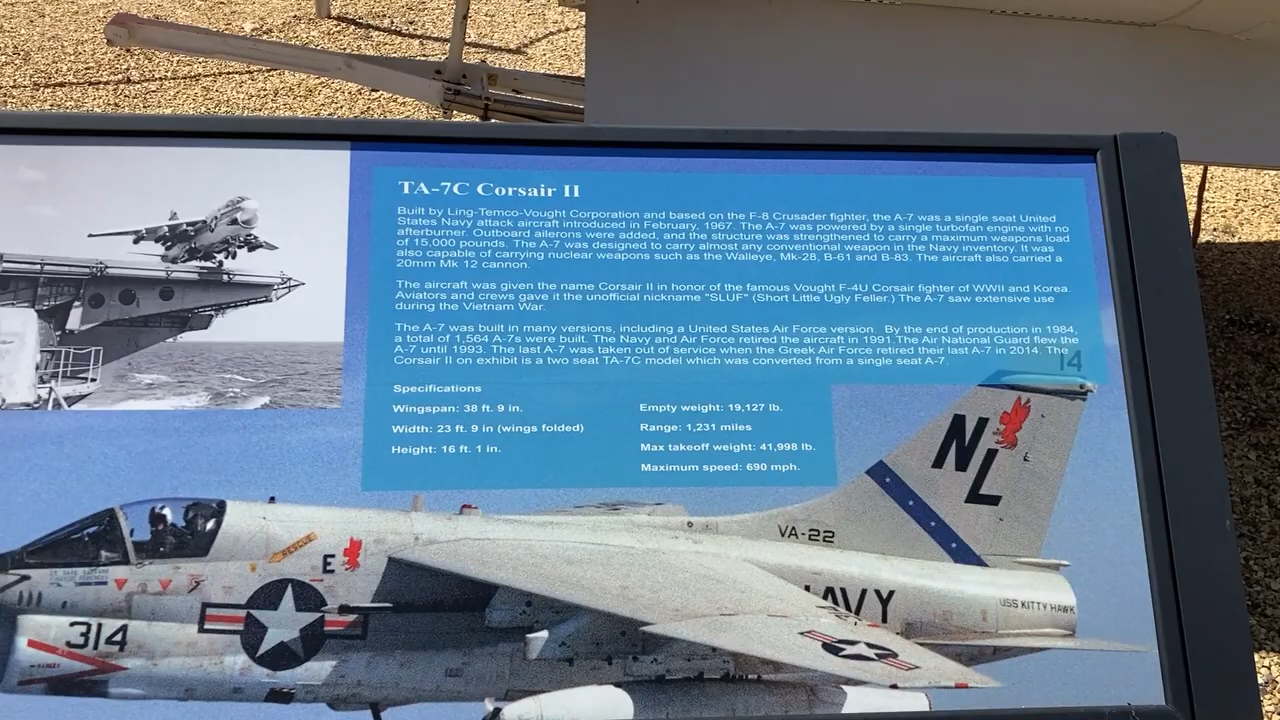 TA-7C Corsair II
Built by Ling-Temco-Vought Corporation and based on the F-8 Crusader fighter, the A-7 was a single seat United
States Navy attack aircraft introduced in February, 1967. The A-7 was powered by a single turbofan engine with no
afterburner. Outboard ailerons were added, and the structure was strengthened to carry a maximum weapons load
of 15,000 pounds. The A-7 was designed to carry almost any conventional weapon in the Navy inventory. It was
also capable of carrying nuclear weapons such as the Walleye, Mk-28, B-61 and B-83. The aircraft also carried a
20mm Mk 12 cannon.
The aircraft was given the name Corsair II in honor of the famous Vought F-4U Corsair fighter of WWII and Korea.
Aviators and crews gave it the unofficial nickname "SLUF" (Short Little Ugly Feller.) The A-7 saw extensive use
during the Vietnam War.
The A-7 was built in many versions, including a United States Air Force version. By the end of production in 1984,
a total of 1,564 A-7s were built. The Navy and Air Force retired the aircraft in 1991.The Air National Guard flew the
A-7 until 1993. The last A-7 was taken out of service when the Greek Air Force retired their last A-7 in 2014. The
Corsair II on exhibit is a two seat TA-7C model which was converted from a single seat A-7.
14
Specifications
Wingspan: 38 ft. 9 in.
Width: 23 ft. 9 in (wings folded)
Height: 16 ft. 1 in.
Empty weight: 19,127 lb.
Range: 1,231 miles
Max takeoff weight: 41,998 lb.
Maximum speed: 690 mph.
NL
VA-22
RESCUE
E
NAVY
USS KITTY HAWK
314